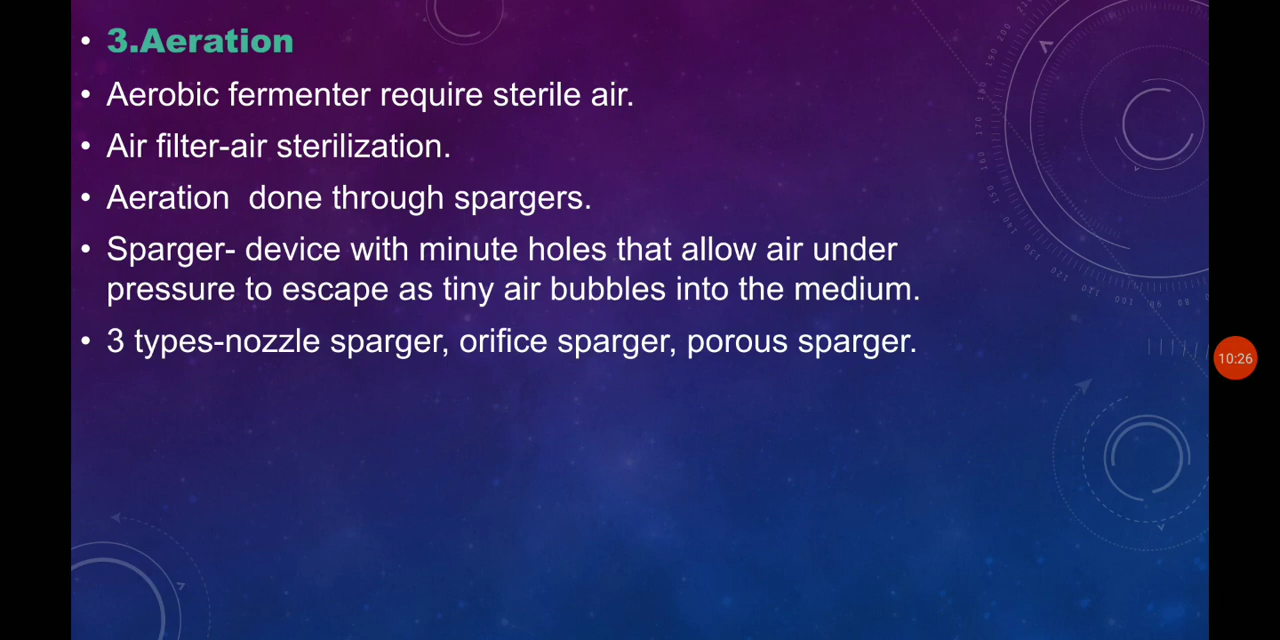 • 3.Aeration
• Aerobic fermenter require sterile air.
• Air filter-air sterilization.
• Aeration  done through spargers.
• Sparger- device with minute holes that allow air under
pressure to escape as tiny air bubbles into the medium.
• 3 types-nozzle sparger, orifice sparger, porous sparger.
10:26